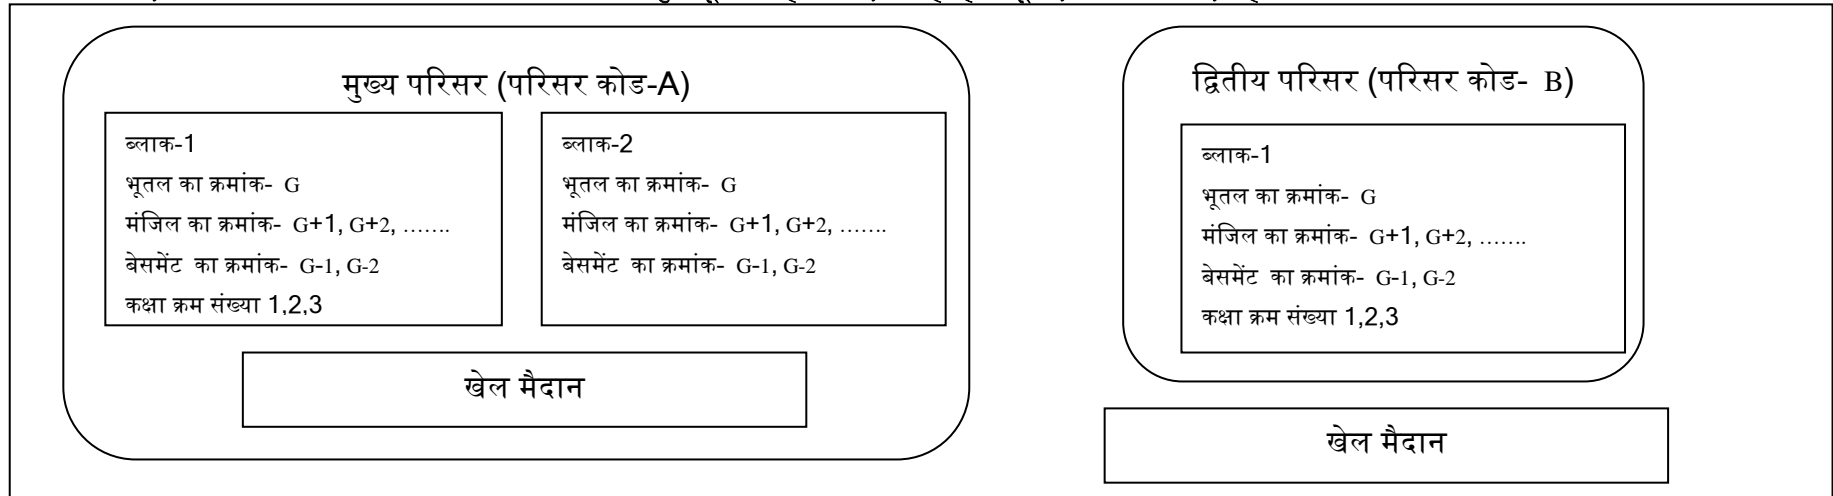 मुख्य परिसर (परिसर कोड-A)
ब्लाक-1
भूतल का क्रमांक- G
मंजिल का क्रमांक- G+1, G+2, …….
बेसमेंट का क्रमांक- G-1, G-2
कक्षा क्रम संख्या 1,2,3
ब्लाक-2
भूतल का क्रमांक- G
मंजिल का क्रमांक- G+1, G+2, …….
बेसमेंट का क्रमांक- G-1, G-2
खेल मैदान
द्वितीय परिसर (परिसर कोड- B)
ब्लाक-1
भूतल का क्रमांक- G
मंजिल का क्रमांक- G+1, G+2, …….
बेसमेंट का क्रमांक- G-1, G-2
कक्षा क्रम संख्या 1,2,3
खेल मैदान